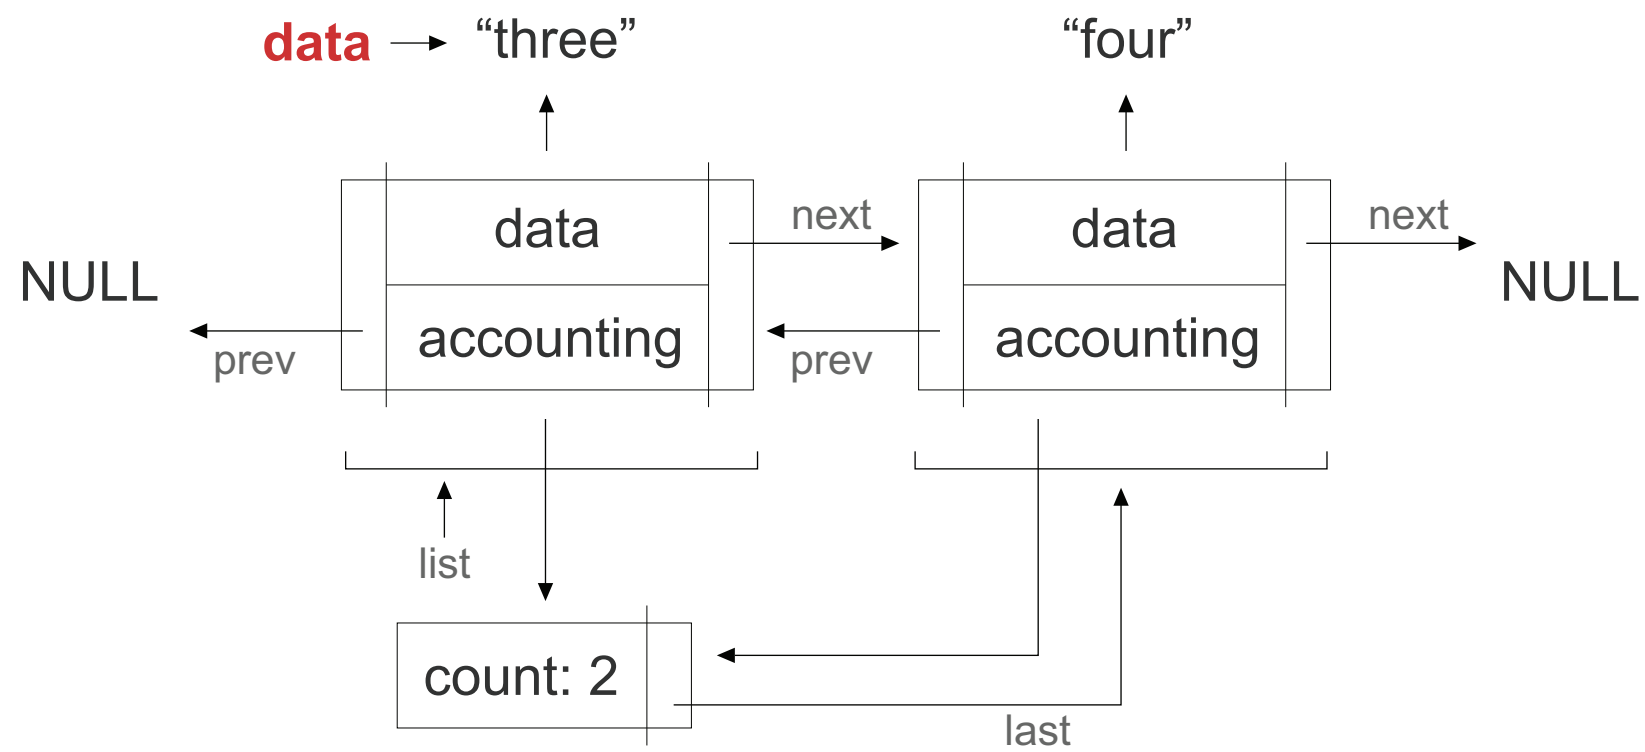 data “three” “four”
data next data next
NULL NULL
accounting accounting
prev prev
list
count: 2
last